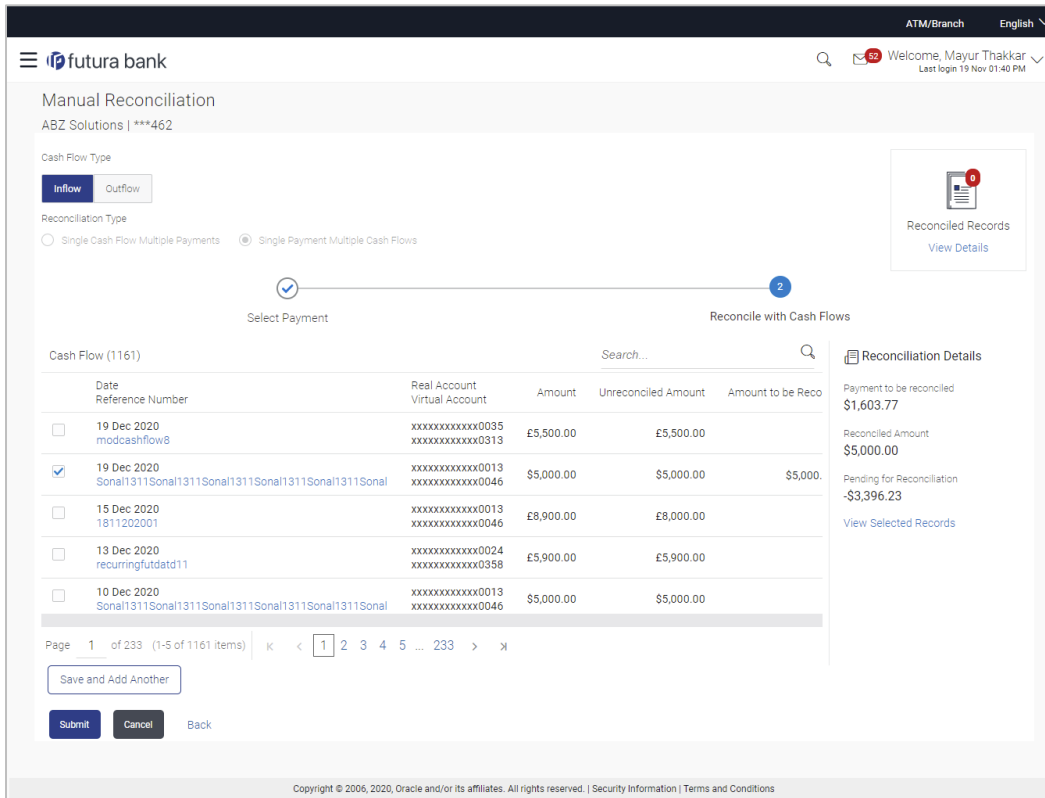 ATM/Branch English
futura bank
52 Welcome, Mayur Thakkar
Last login 19 Nov 01:40 PM
Manual Reconciliation
ABZ Solutions | ***462
Cash Flow Type
Inflow Outflow
0
Reconciled Records
View Details
Reconciliation Type
Single Cash Flow Multiple Payments Single Payment Multiple Cash Flows
2
Select Payment Reconcile with Cash Flows
Cash Flow (1161) Search...
Date Real Account
Reference Number Virtual Account Amount Unreconciled Amount Amount to be Reco
19 Dec 2020 xxxxxxxxxxxx0035
modcashflow8 xxxxxxxxxxxx0313 £5,500.00 £5,500.00
19 Dec 2020 xxxxxxxxxxxx0013
Sonal1311Sonal1311Sonal1311Sonal1311Sonal1311Sonal xxxxxxxxxxxx0046 $5,000.00 $5,000.00 $5,000.
15 Dec 2020 xxxxxxxxxxxx0013
1811202001 xxxxxxxxxxxx0046 £8,900.00 £8,000.00
13 Dec 2020 xxxxxxxxxxxx0024
recurringfutdatd11 xxxxxxxxxxxx0358 £5,900.00 £5,900.00
10 Dec 2020 xxxxxxxxxxxx0013
Sonal1311Sonal1311Sonal1311Sonal1311Sonal1311Sonal xxxxxxxxxxxx0046 $5,000.00 $5,000.00
Reconciliation Details
Payment to be reconciled
$1,603.77
Reconciled Amount
$5,000.00
Pending for Reconciliation
-$3,396.23
View Selected Records
Page 1 of 233 (1-5 of 1161 items) 1 2 3 4 5 ... 233
Save and Add Another
Submit Cancel Back
Copyright © 2006, 2020, Oracle and/or its affiliates. All rights reserved. | Security Information | Terms and Conditions